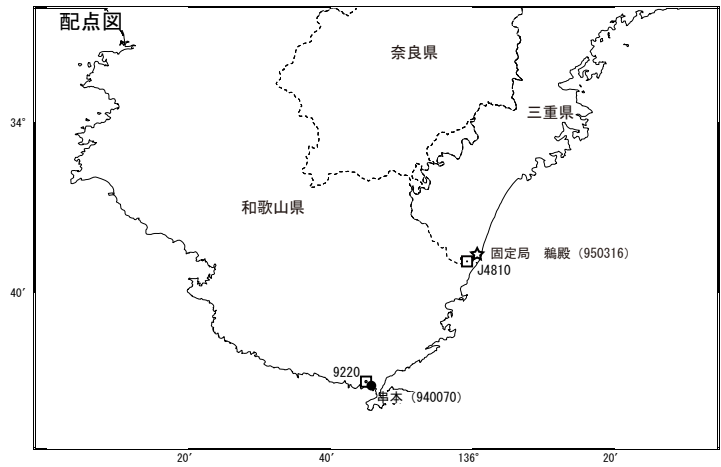 配点図
奈良県
34°
三重県
和歌山県
固定局 鵜殿(950316)
J4810
40′
9220
串本(940070)
20′ 40′ 136° 20′